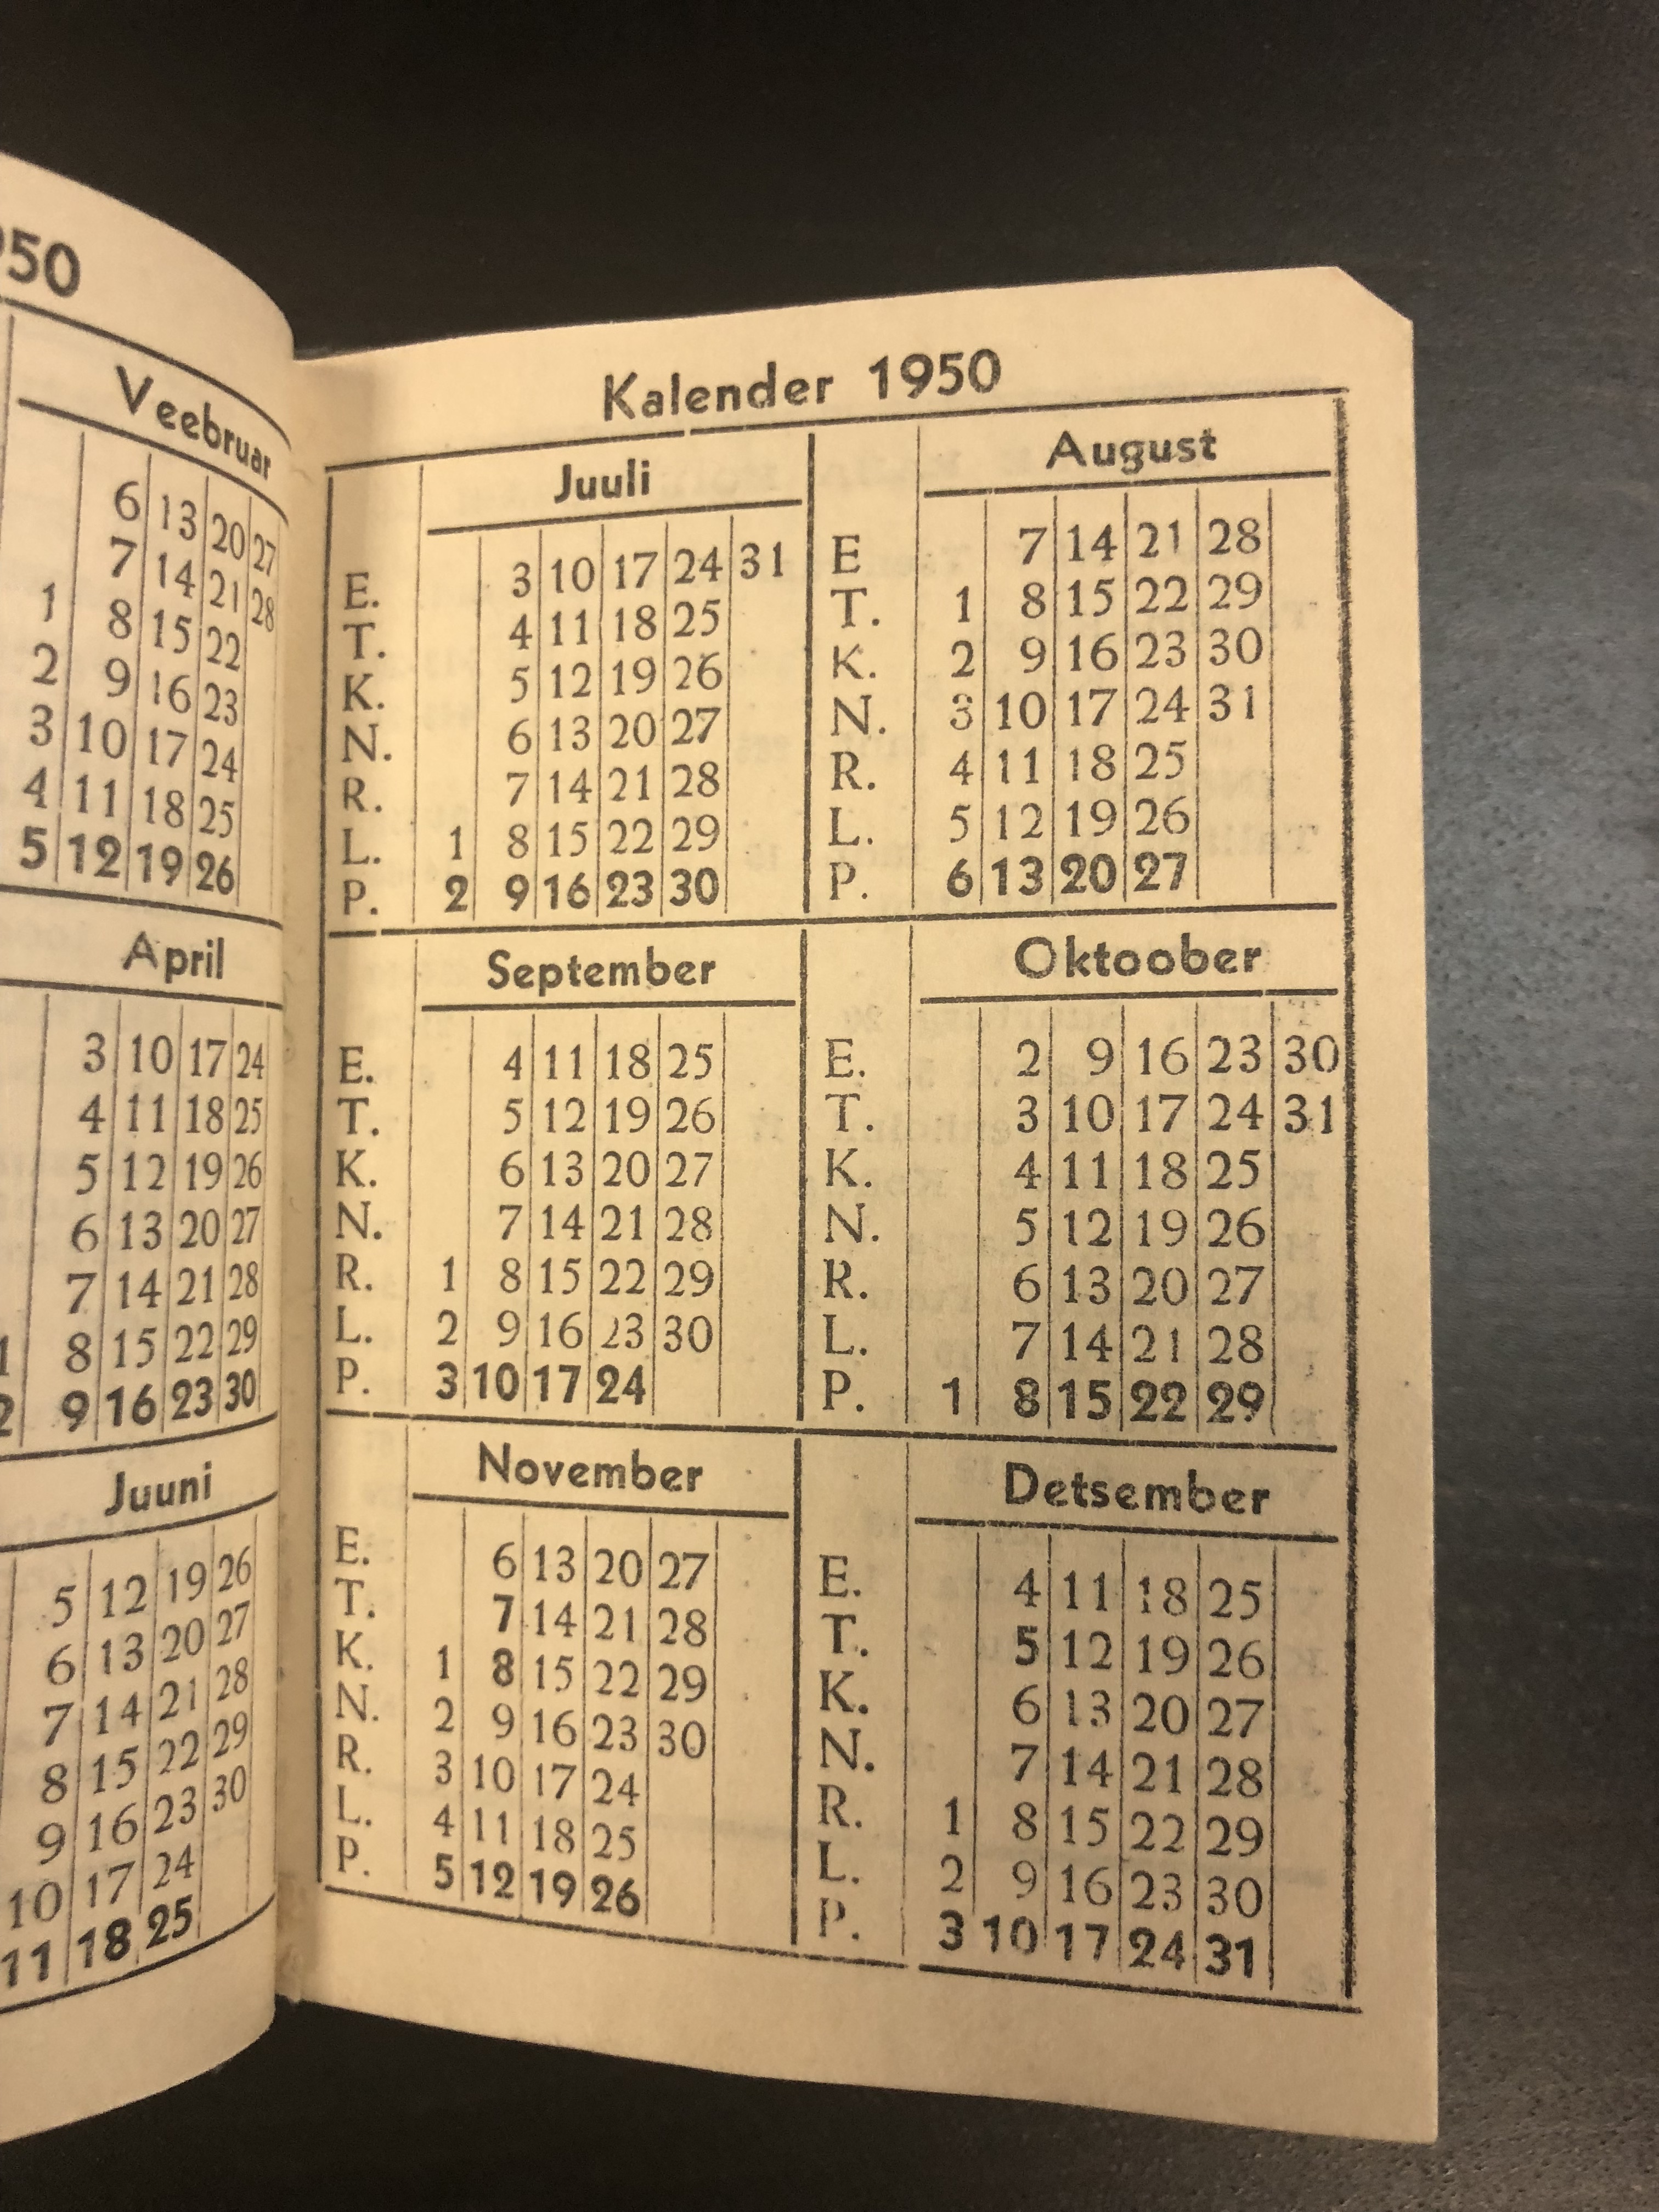 950
Veebruar
6 13 20 27
7 14 21 28
1 8 15 22
2 9 16 23
3 10 17 24
4 11 18 25
5 12 19 26
April
3 10 17 24
4 11 18 25
5 12 19 26
6 13 20 27
7 14 21 28
1 8 15 22 29
2 9 16 23 30
Juuni
5 12 19 26
6 13 20 27
7 14 21 28
8 15 22 29
9 16 23 30
10 17 24
11 18 25
Kalender 1950
Juuli
E. 3 10 17 24 31
T. 4 11 18 25
K. 5 12 19 26
N. 6 13 20 27
R. 7 14 21 28
L. 1 8 15 22 29
P. 2 9 16 23 30
August
E 7 14 21 28
T. 1 8 15 22 29
K. 2 9 16 23 30
N. 3 10 17 24 31
R. 4 11 18 25
L. 5 12 19 26
P. 6 13 20 27
September
E. 4 11 18 25
T. 5 12 19 26
K. 6 13 20 27
N. 7 14 21 28
R. 1 8 15 22 29
L. 2 9 16 23 30
P. 3 10 17 24
Oktoober
E. 2 9 16 23 30
T. 3 10 17 24 31
K. 4 11 18 25
N. 5 12 19 26
R. 6 13 20 27
L. 7 14 21 28
P. 1 8 15 22 29
November
E. 6 13 20 27
T. 7 14 21 28
K. 1 8 15 22 29
N. 2 9 16 23 30
R. 3 10 17 24
L. 4 11 18 25
P. 5 12 19 26
Detsember
E. 4 11 18 25
T. 5 12 19 26
K. 6 13 20 27
N. 7 14 21 28
R. 1 8 15 22 29
L. 2 9 16 23 30
P. 3 10 17 24 31